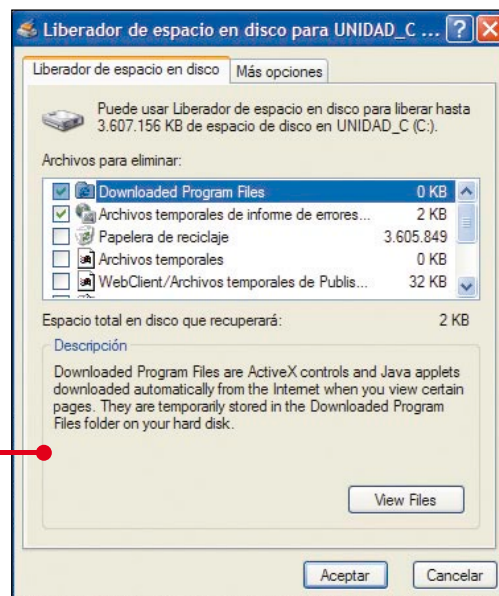 Liberador de espacio en disco para UNIDAD_C ...
Liberador de espacio en disco
Más opciones
Puede usar Liberador de espacio en disco para liberar hasta
3.607.156 KB de espacio de disco en UNIDAD_C (C:).
Archivos para eliminar:
Downloaded Program Files 0 KB
Archivos temporales de informe de errores... 2 KB
Papelera de reciclaje 3.605.849
Archivos temporales 0 KB
WebClient/Archivos temporales de Publis... 32 KB
Espacio total en disco que recuperará: 2 KB
Descripción
Downloaded Program Files are ActiveX controls and Java applets
downloaded automatically from the Internet when you view certain
pages. They are temporarily stored in the Downloaded Program
Files folder on your hard disk.
View Files
Aceptar Cancelar